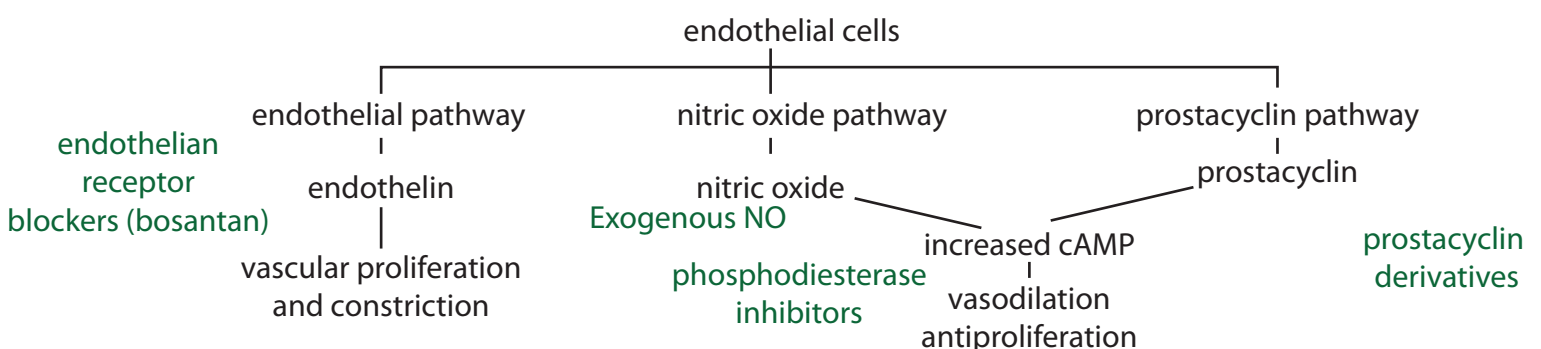 endothelial cells
endothelial pathway
nitric oxide pathway
prostacyclin pathway
endothelian
receptor
blockers (bosantan)
endothelin
vascular proliferation
and constriction
nitric oxide
Exogenous NO
phosphodiesterase
inhibitors
prostacyclin
increased cAMP
vasodilation
antiproliferation
prostacyclin
derivatives